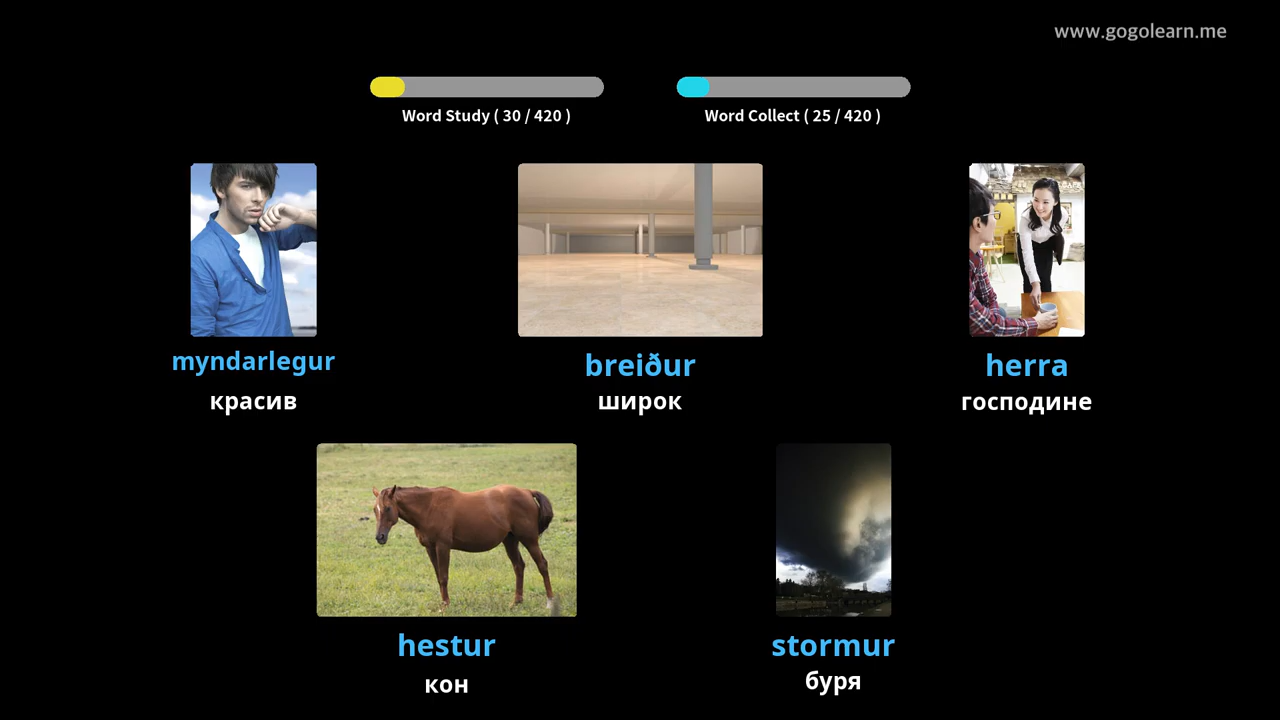 www.gogolearn.me
Word Study ( 30 / 420 )
Word Collect ( 25 / 420 )
myndarlegur
красив
breiður
широк
herra
господине
hestur
кон
stormur
буря